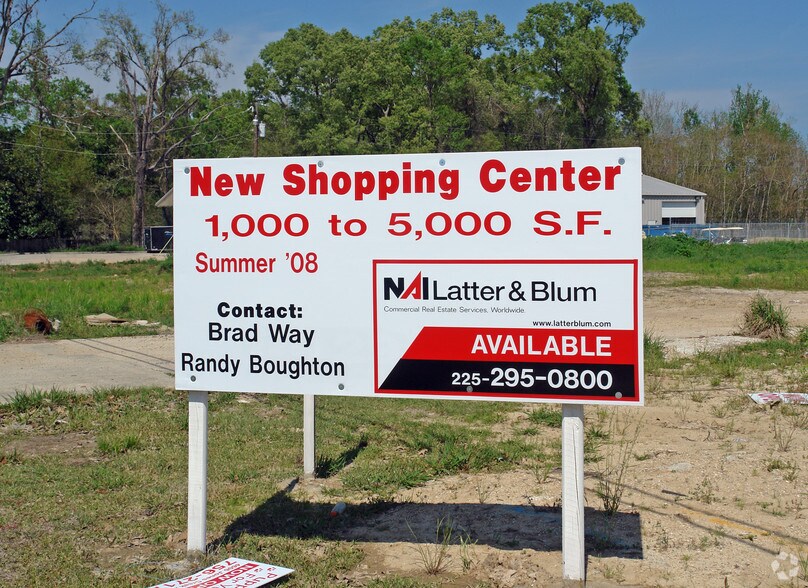 New Shopping Center
1,000 to 5,000 S.F.
Summer '08
Contact:
Brad Way
Randy Boughton
NAI Latter & Blum
Commercial Real Estate Services, Worldwide.
www.latterblum.com
AVAILABLE
225-295-0800